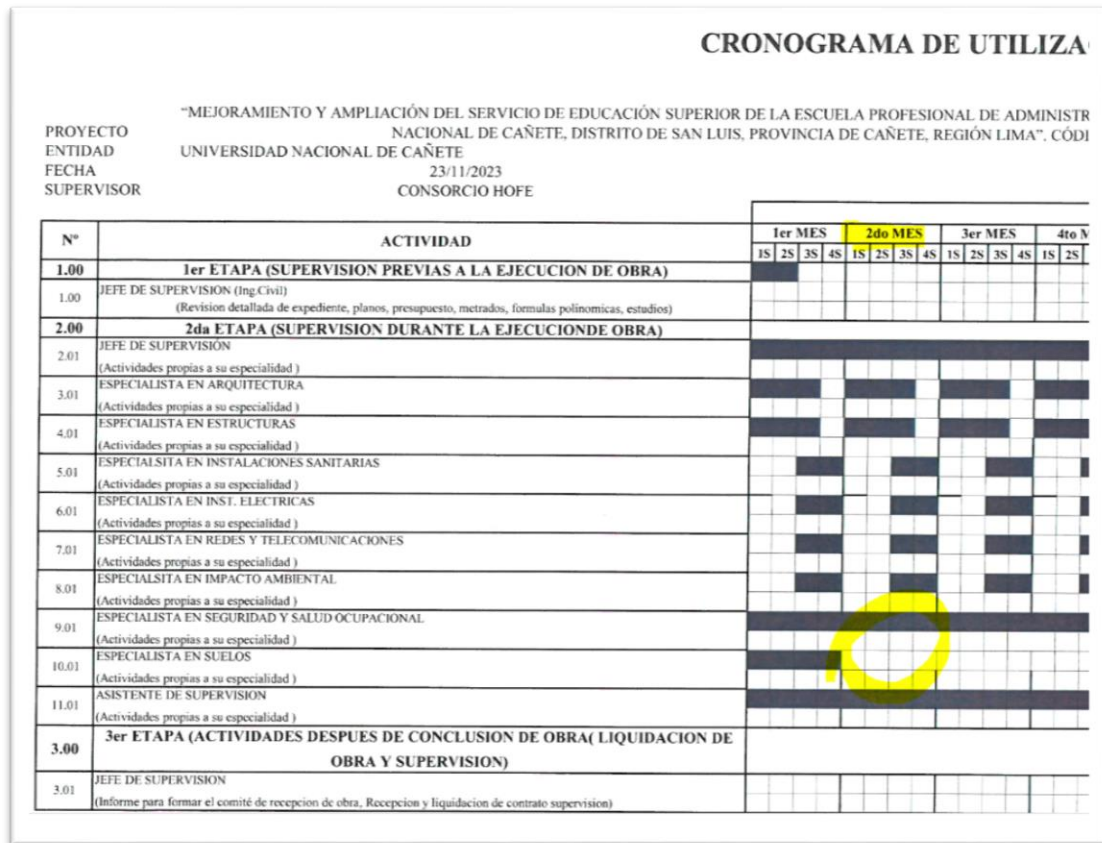 CRONOGRAMA DE UTILIZA
“MEJORAMIENTO Y AMPLIACIÓN DEL SERVICIO DE EDUCACIÓN SUPERIOR DE LA ESCUELA PROFESIONAL DE ADMINISTR
PROYECTO NACIONAL DE CAÑETE, DISTRITO DE SAN LUIS, PROVINCIA DE CAÑETE, REGIÓN LIMA”. CÓDI
ENTIDAD UNIVERSIDAD NACIONAL DE CAÑETE
FECHA 23/11/2023
SUPERVISOR CONSORCIO HOFE
Nº ACTIVIDAD 1er MES 2do MES 3er MES 4to M
1S 2S 3S 4S 1S 2S 3S 4S 1S 2S 3S 4S 1S 2S
1.00 1er ETAPA (SUPERVISION PREVIAS A LA EJECUCION DE OBRA)
1.00 JEFE DE SUPERVISION (Ing.Civil)
(Revision detallada de expediente, planos, presupuesto, metrados, formulas polinomicas, estudios)
2.00 2da ETAPA (SUPERVISION DURANTE LA EJECUCIONDE OBRA)
2.01 JEFE DE SUPERVISIÓN
(Actividades propias a su especialidad )
3.01 ESPECIALISTA EN ARQUITECTURA
(Actividades propias a su especialidad )
4.01 ESPECIALISTA EN ESTRUCTURAS
(Actividades propias a su especialidad )
5.01 ESPECIALSITA EN INSTALACIONES SANITARIAS
(Actividades propias a su especialidad )
6.01 ESPECIALISTA EN INST. ELECTRICAS
(Actividades propias a su especialidad )
7.01 ESPECIALISTA EN REDES Y TELECOMUNICACIONES
(Actividades propias a su especialidad )
8.01 ESPECIALSITA EN IMPACTO AMBIENTAL
(Actividades propias a su especialidad )
9.01 ESPECIALISTA EN SEGURIDAD Y SALUD OCUPACIONAL
(Actividades propias a su especialidad )
10.01 ESPECIALISTA EN SUELOS
(Actividades propias a su especialidad )
11.01 ASISTENTE DE SUPERVISION
(Actividades propias a su especialidad )
3.00 3er ETAPA (ACTIVIDADES DESPUES DE CONCLUSION DE OBRA( LIQUIDACION DE
OBRA Y SUPERVISION)
3.01 JEFE DE SUPERVISION
(Informe para formar el comité de recepcion de obra, Recepcion y liquidacion de contrato supervision)